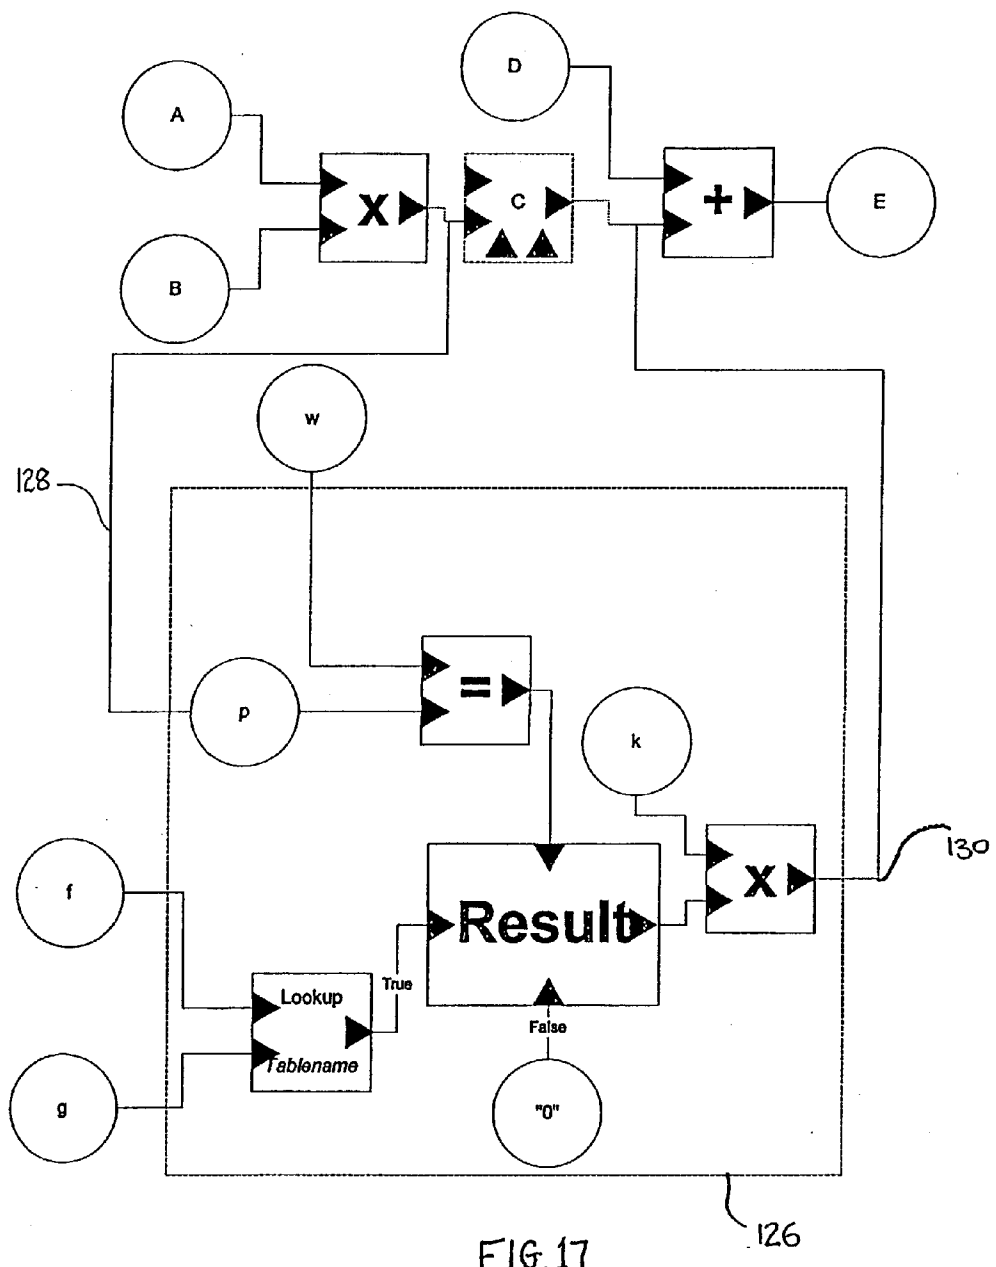 D
A
X
C
+
E
B
w
128
=
p
k
130
f
Result
X
True
Lookup
False
Tablename
g
"0"
126
FIG. 17